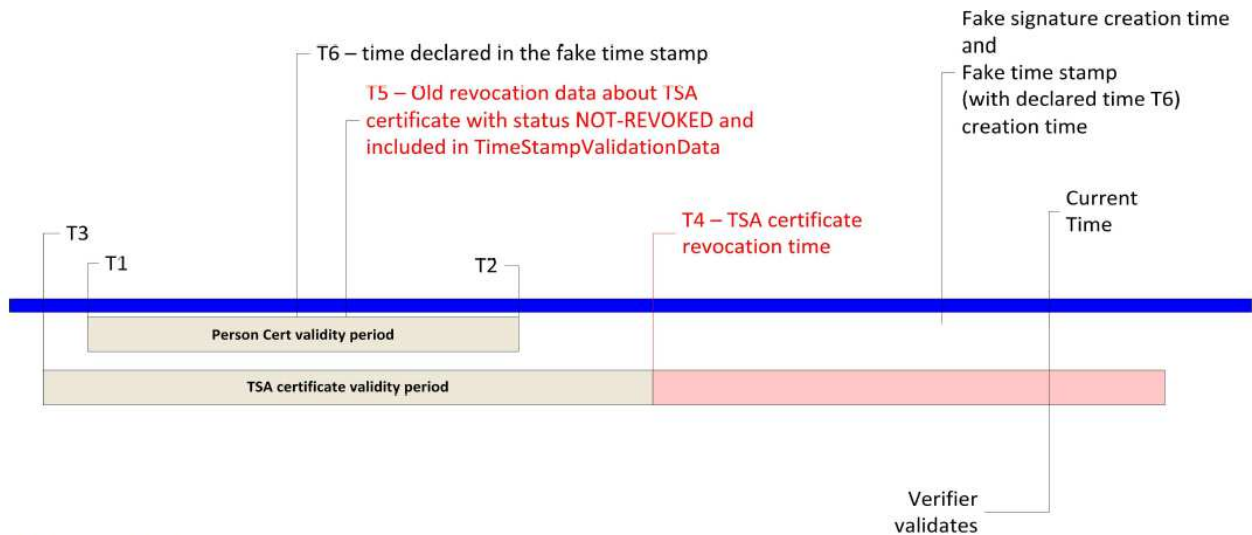 Fake signature creation time
and
Fake time stamp
(with declared time T6)
creation time
T6 – time declared in the fake time stamp
T5 – Old revocation data about TSA
certificate with status NOT-REVOKED and
included in TimeStampValidationData
Current
Time
T4 – TSA certificate
revocation time
T3
T1
T2
Person Cert validity period
TSA certificate validity period
Verifier
validates